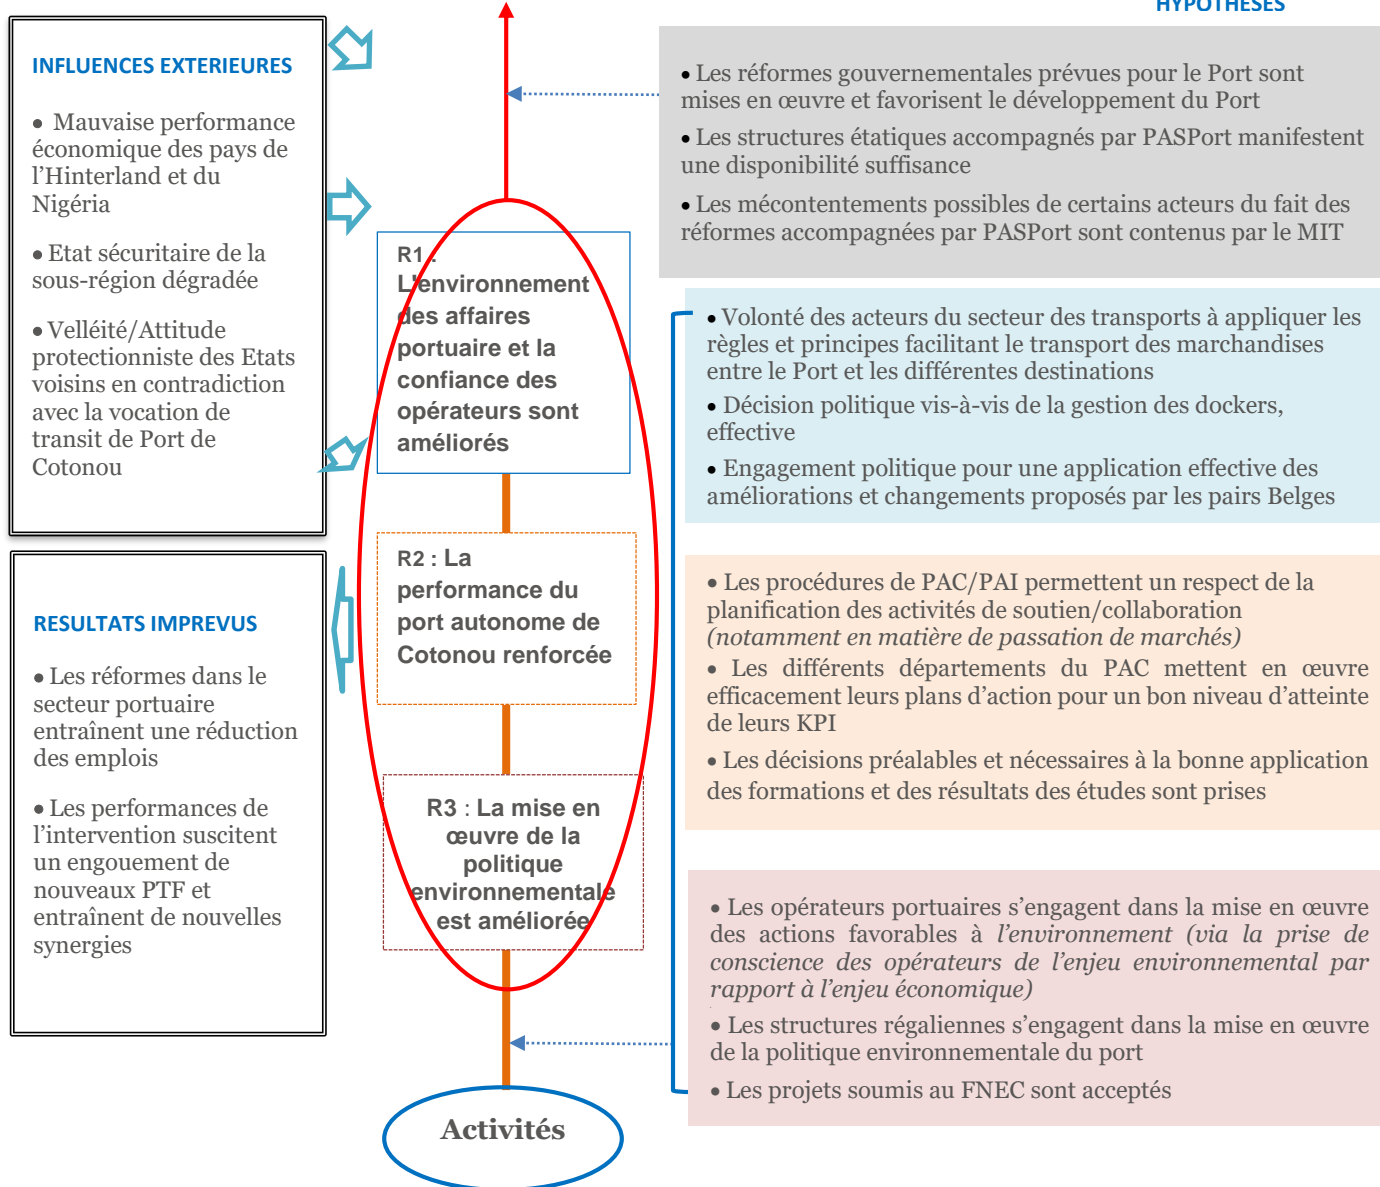 HYPOTHESES
INFLUENCES EXTERIEURES
• Mauvaise performance
économique des pays de
l’Hinterland et du
Nigéria
• Etat sécuritaire de la
sous-région dégradée
• Velléité/Attitude
protectionniste des Etats
voisins en contradiction
avec la vocation de
transit de Port de
Cotonou
RESULTATS IMPREVUS
• Les réformes dans le
secteur portuaire
entraînent une réduction
des emplois
• Les performances de
l’intervention suscitent
un engouement de
nouveaux PTF et
entraînent de nouvelles
synergies
R1 :
L'environnement
des affaires
portuaire et la
confiance des
opérateurs sont
améliorés
R2 : La
performance du
port autonome de
Cotonou renforcée
R3 : La mise en
œuvre de la
politique
environnementale
est améliorée
Activités
• Les réformes gouvernementales prévues pour le Port sont
mises en œuvre et favorisent le développement du Port
• Les structures étatiques accompagnés par PASPort manifestent
une disponibilité suffisance
• Les mécontentements possibles de certains acteurs du fait des
réformes accompagnées par PASPort sont contenus par le MIT
• Volonté des acteurs du secteur des transports à appliquer les
règles et principes facilitant le transport des marchandises
entre le Port et les différentes destinations
• Décision politique vis-à-vis de la gestion des dockers,
effective
• Engagement politique pour une application effective des
améliorations et changements proposés par les pairs Belges
• Les procédures de PAC/PAI permettent un respect de la
planification des activités de soutien/collaboration
(notamment en matière de passation de marchés)
• Les différents départements du PAC mettent en œuvre
efficacement leurs plans d’action pour un bon niveau d’atteinte
de leurs KPI
• Les décisions préalables et nécessaires à la bonne application
des formations et des résultats des études sont prises
• Les opérateurs portuaires s’engagent dans la mise en œuvre
des actions favorables à l’environnement (via la prise de
conscience des opérateurs de l’enjeu environnemental par
rapport à l’enjeu économique)
• Les structures régaliennes s’engagent dans la mise en œuvre
de la politique environnementale du port
• Les projets soumis au FNEC sont acceptés